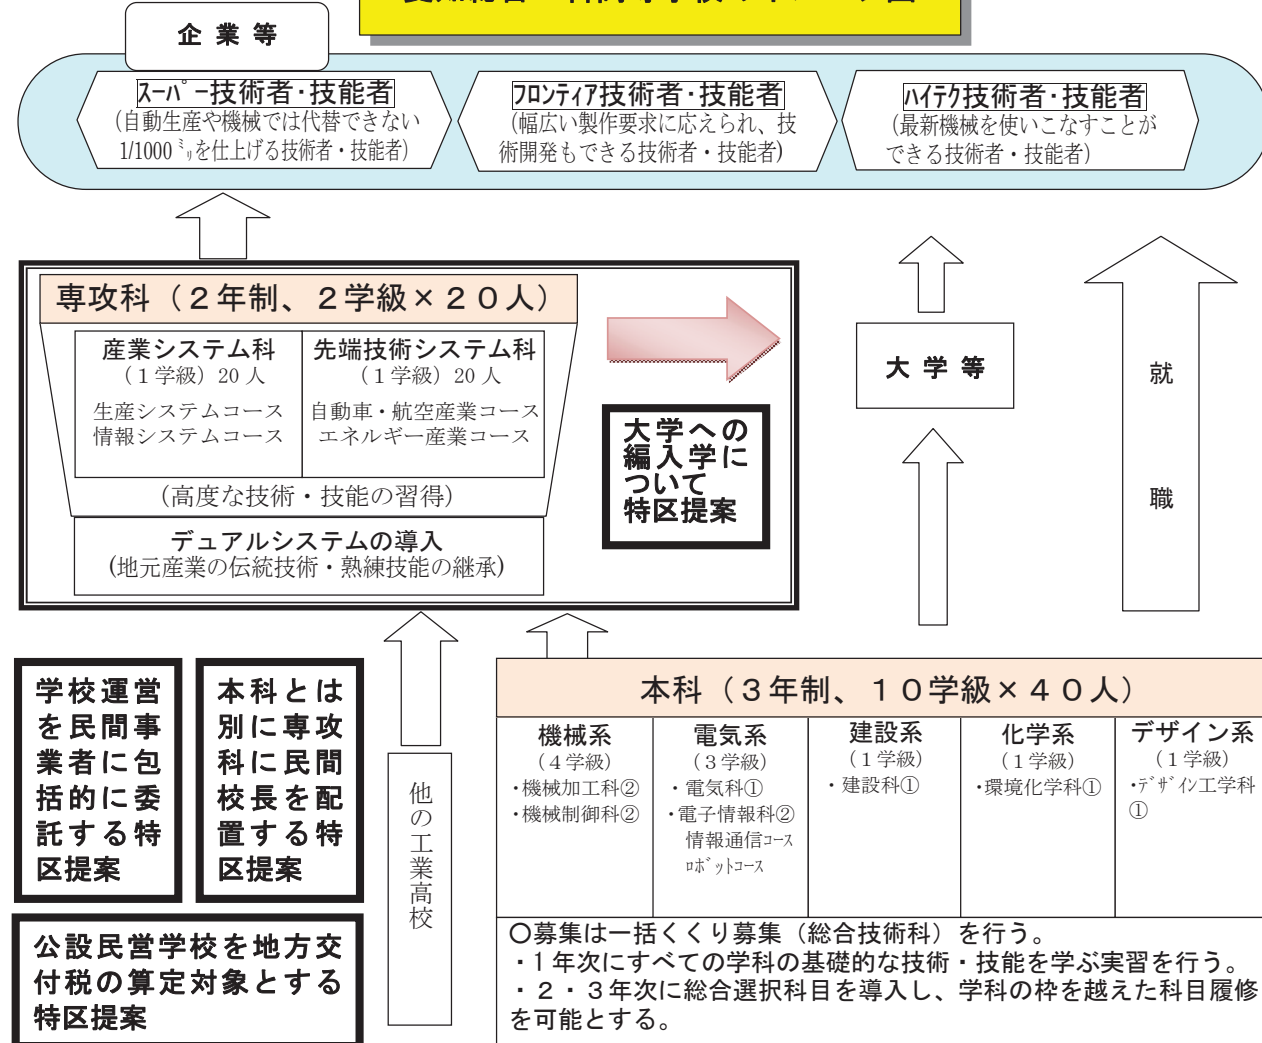 企業等
スーパー技術者・技能者
(自動生産や機械では代替できない
1/1000㍉を仕上げる技術者・技能者)
フロンティア技術者・技能者
(幅広い製作要求に応えられ、技
術開発もできる技術者・技能者)
ハイテク技術者・技能者
(最新機械を使いこなすことが
できる技術者・技能者)
専攻科（２年制、２学級×２０人）
産業システム科
（１学級）20 人
生産システムコース
情報システムコース
先端技術システム科
（１学級）20 人
自動車・航空産業コース
エネルギー産業コース
(高度な技術・技能の習得)
デュアルシステムの導入
(地元産業の伝統技術・熟練技能の継承)
大学への
編入学に
ついて
特区提案
大学等
就
職
学校運営
を民間事
業者に包
括的に委
託する特
区提案
本科とは
別に専攻
科に民間
校長を配
置する特
区提案
公設民営学校を地方交
付税の算定対象とする
特区提案
他の工業高校
本科（３年制、１０学級×４０人）
機械系
（４学級）
・機械加工科②
・機械制御科②
電気系
（３学級）
・電気科①
・電子情報科②
情報通信ｺｰｽ
ﾛﾎﾞｯﾄｺｰｽ
建設系
（１学級）
・建設科①
化学系
（１学級）
・環境化学科①
デザイン系
（１学級）
・ﾃﾞｻﾞｲﾝ工学科
①
○募集は一括くくり募集（総合技術科）を行う。
・1 年次にすべての学科の基礎的な技術・技能を学ぶ実習を行う。
・２・３年次に総合選択科目を導入し、学科の枠を越えた科目履修
を可能とする。